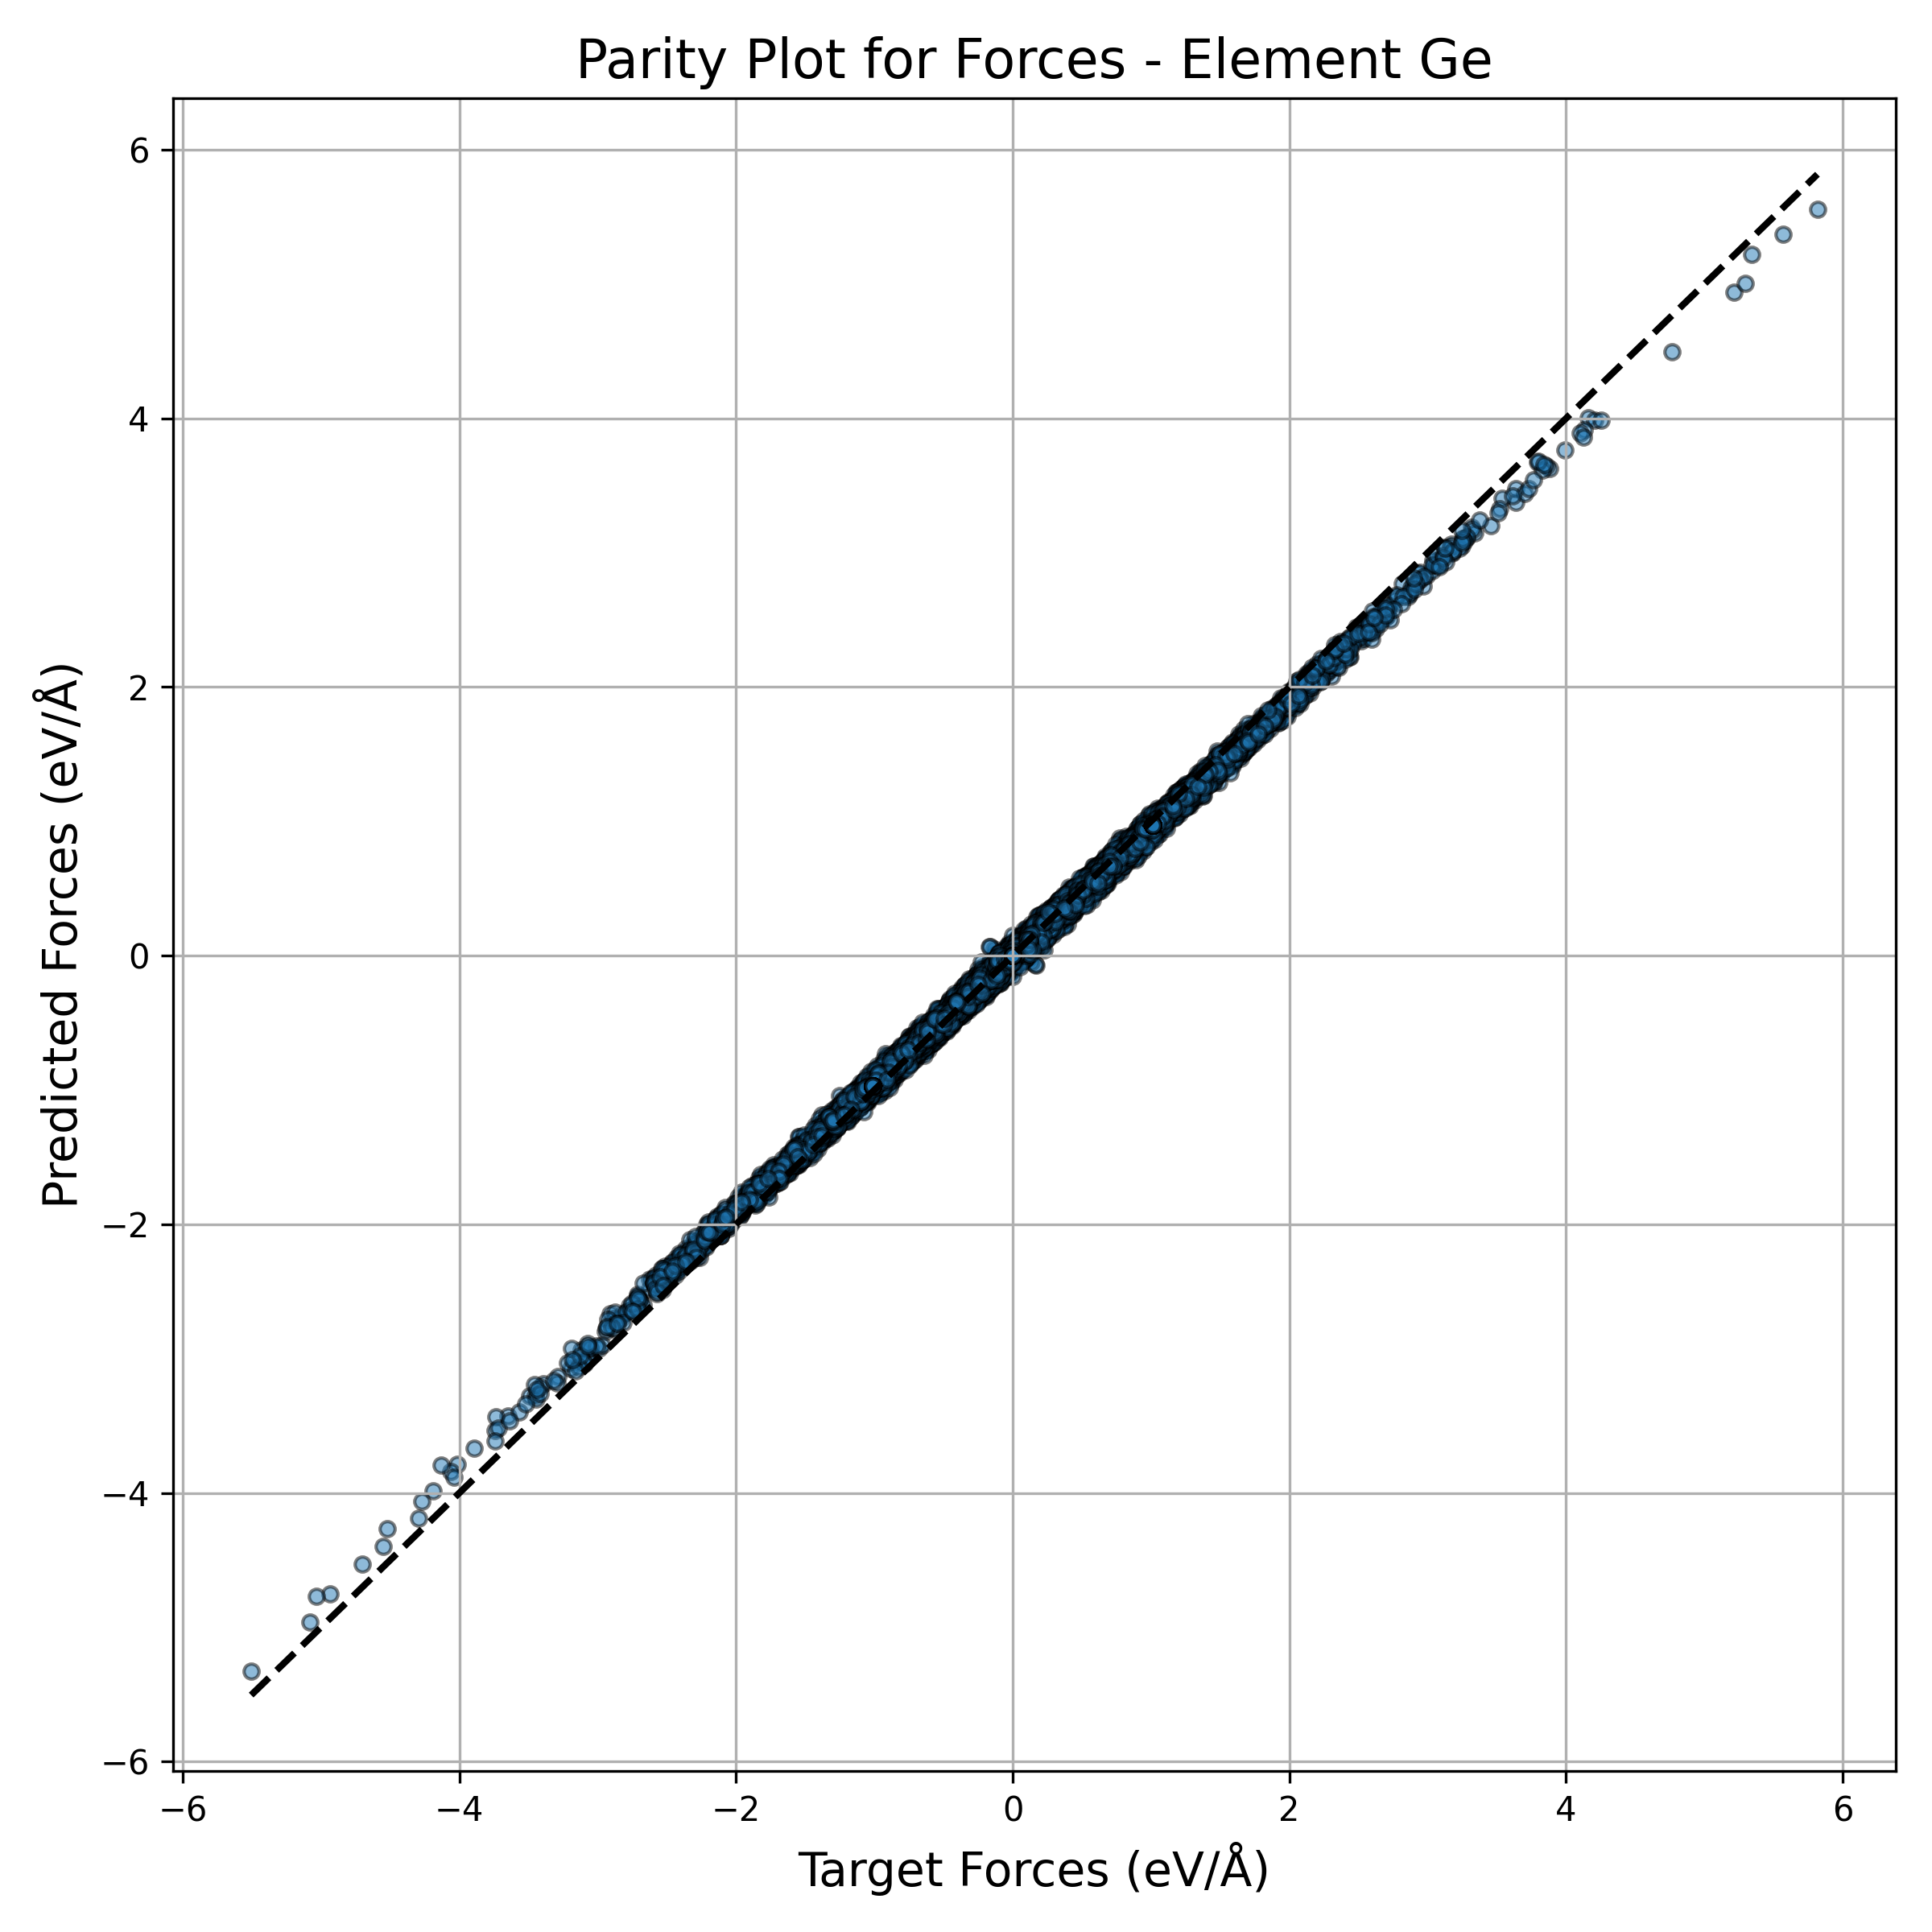 Parity Plot for Forces - Element Ge
Predicted Forces (eV/Å)
6
4
2
0
−2
−4
−6
−6 −4 −2 0 2 4 6
Target Forces (eV/Å)